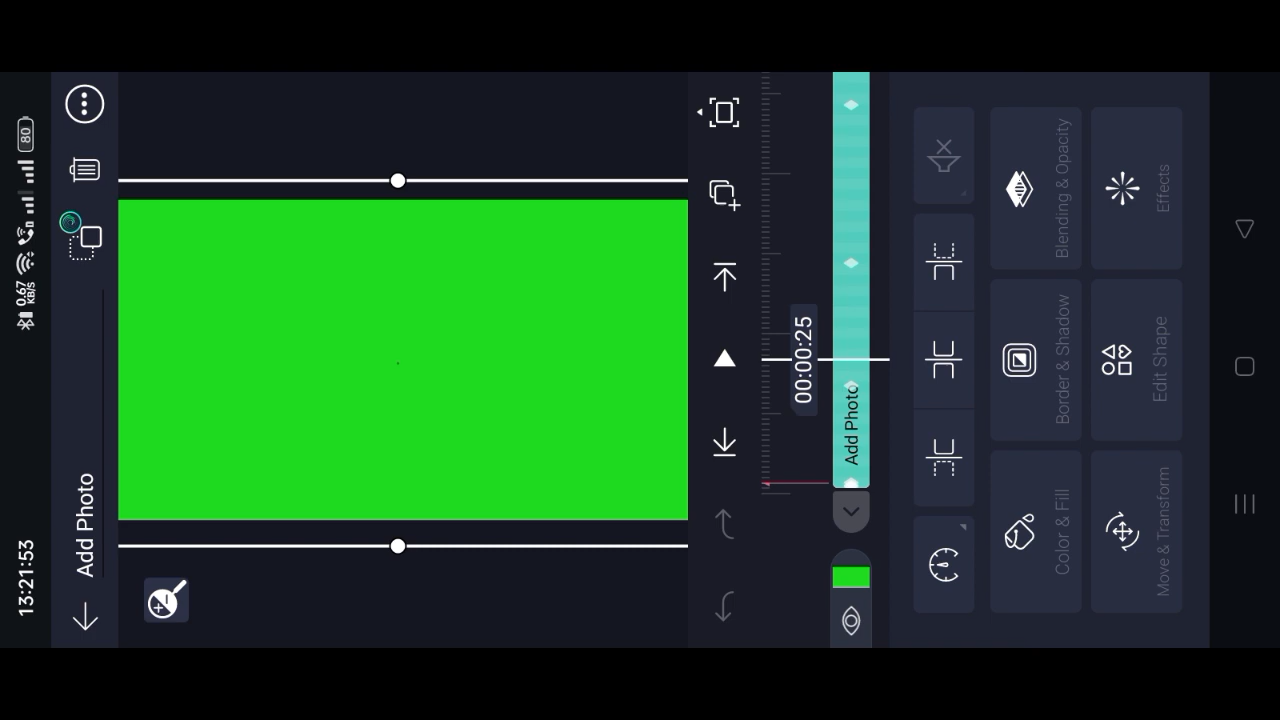 13:21:53
0.67
KB/S
80
Add Photo
00:00:25
Add Photo
Color & Fill
Border & Shadow
Blending & Opacity
Move & Transform
Edit Shape
Effects